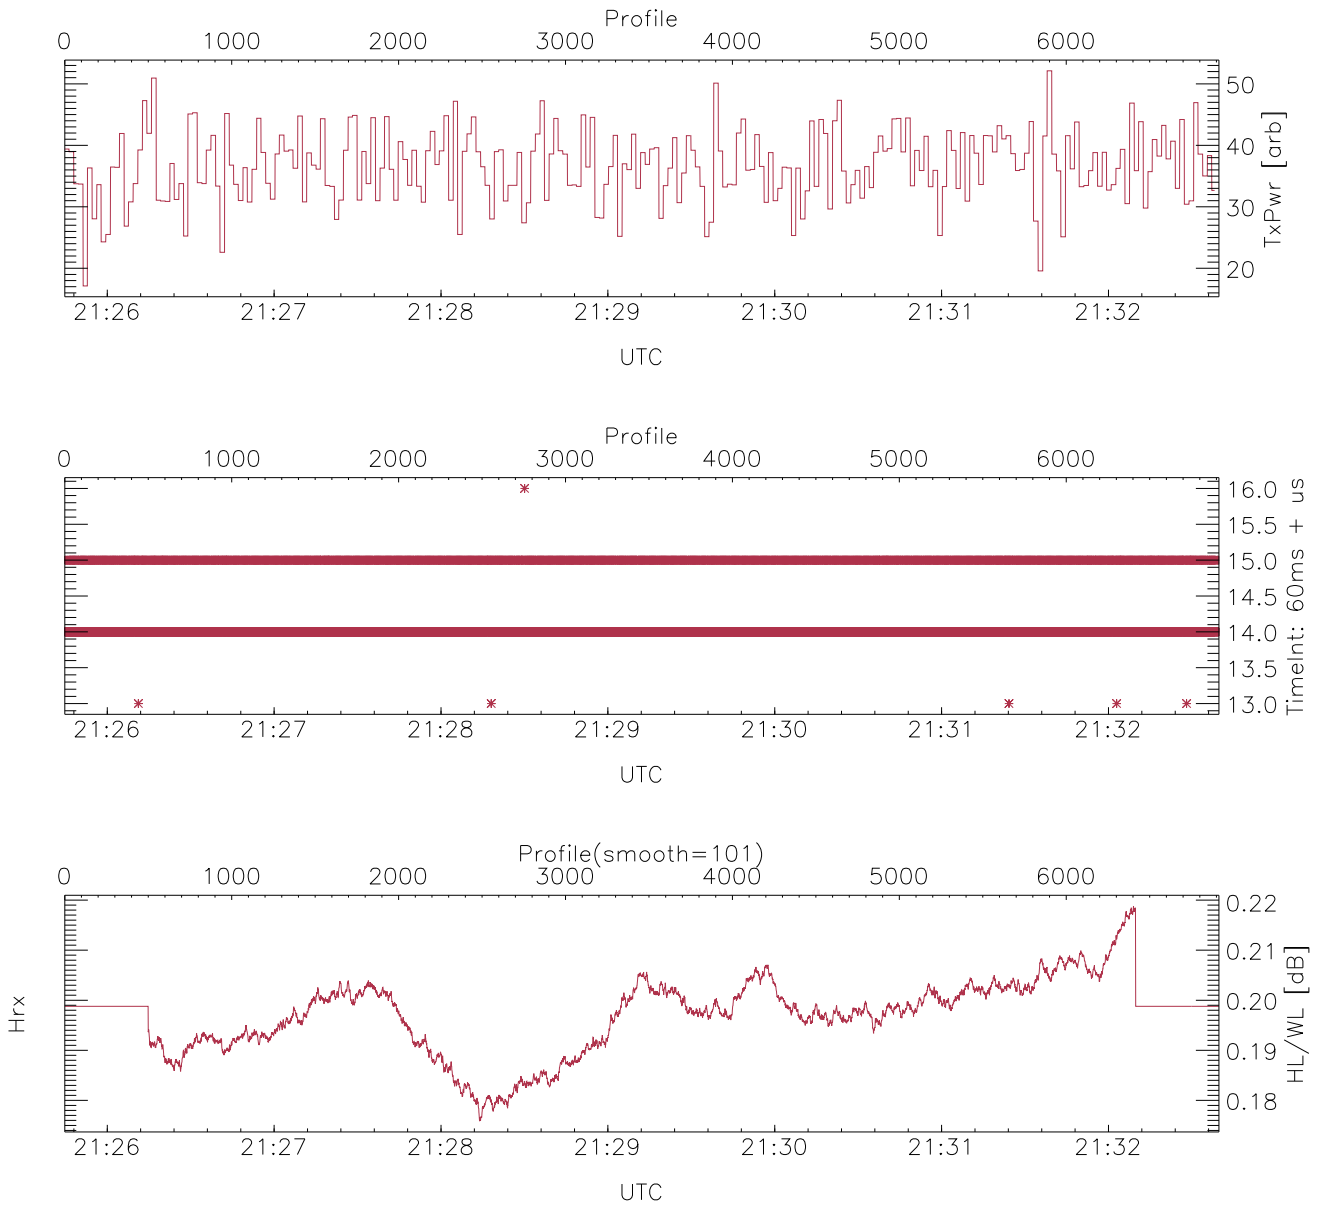 Profile
0 1000 2000 3000 4000 5000 6000
50
40
30
20
TxPwr [arb]
21:26 21:27 21:28 21:29 21:30 21:31 21:32
UTC
Profile
0 1000 2000 3000 4000 5000 6000
16.0
15.5
15.0
14.5
14.0
13.5
13.0
TimeInt: 60ms + us
21:26 21:27 21:28 21:29 21:30 21:31 21:32
UTC
Profile(smooth=101)
0 1000 2000 3000 4000 5000 6000
Hrx
0.22
0.21
0.20
0.19
0.18
HL/WL [dB]
21:26 21:27 21:28 21:29 21:30 21:31 21:32
UTC